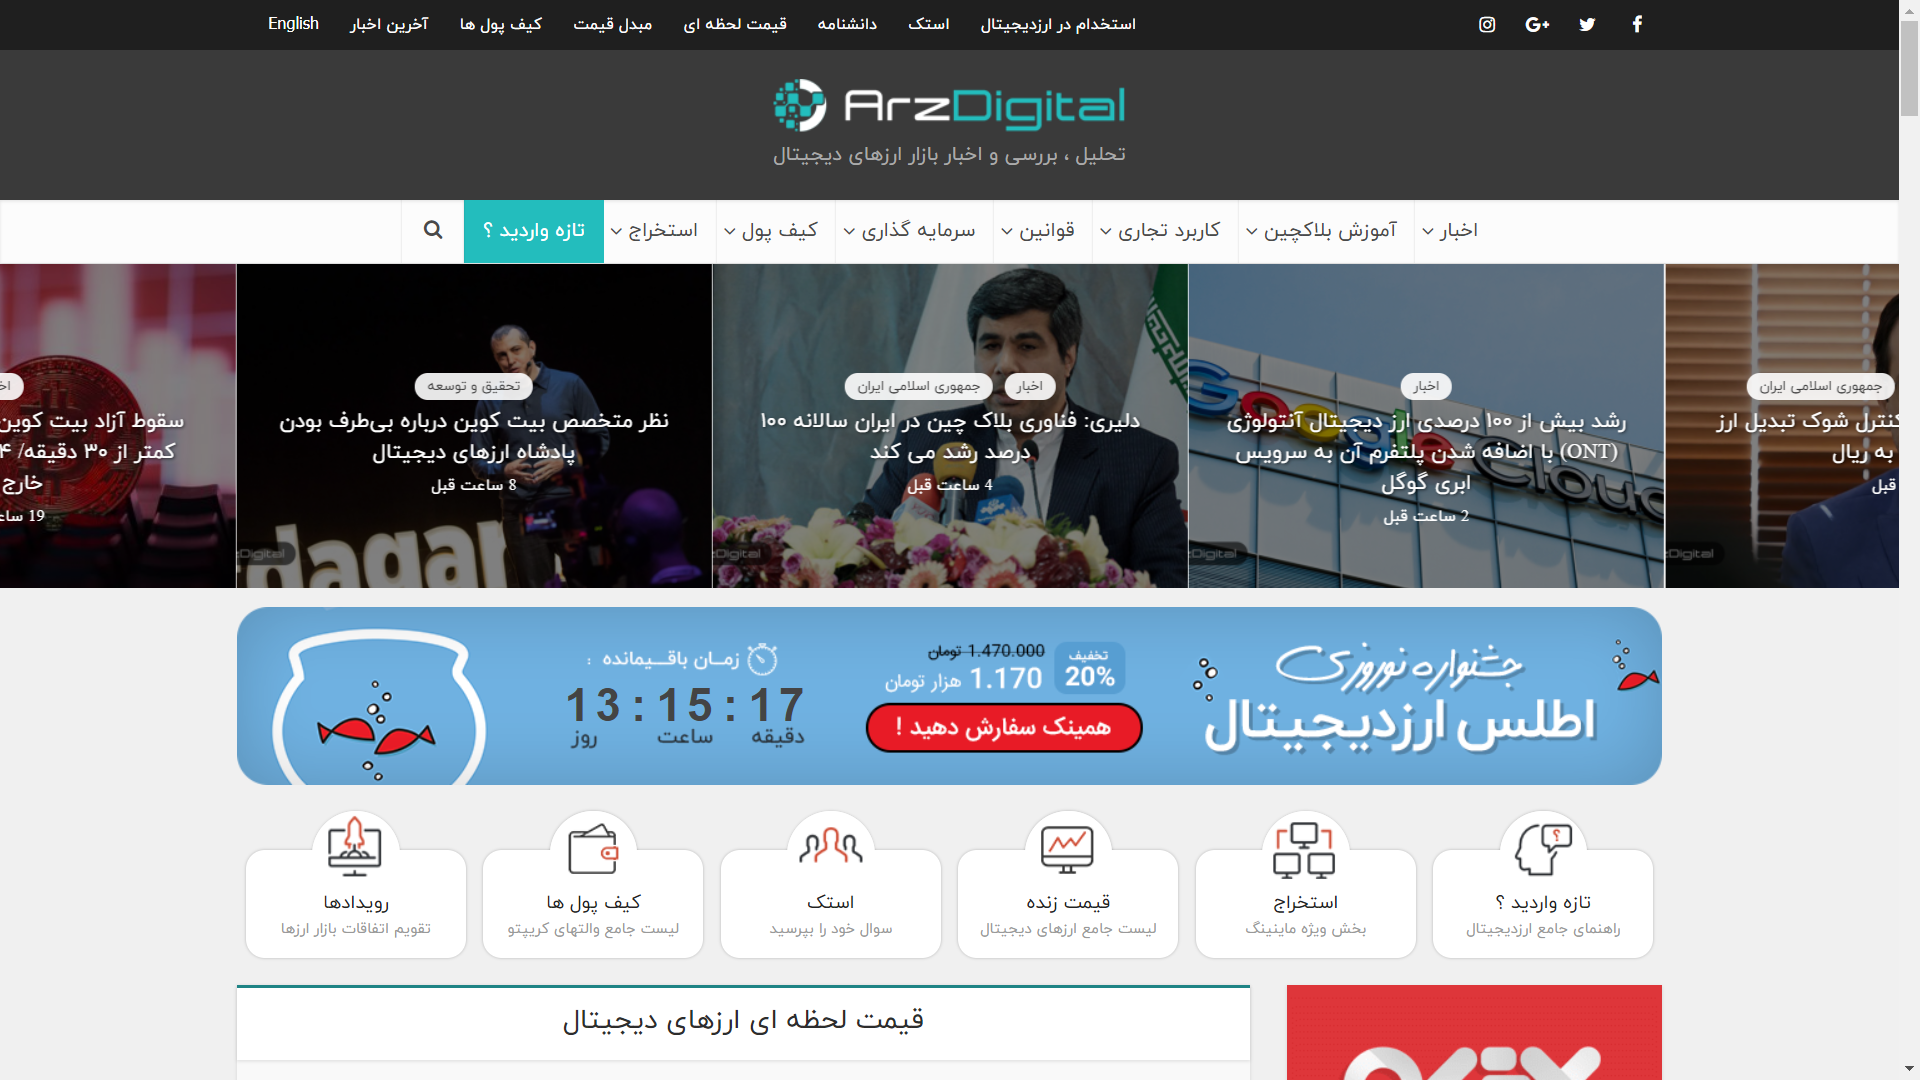 استخدام در ارزدیجیتال
استک
دانشنامه
قیمت لحظه ای
مبدل قیمت
کیف پول ها
آخرین اخبار
English
ArzDigital
تحلیل ، بررسی و اخبار بازار ارزهای دیجیتال
اخبار
آموزش بلاکچین
کاربرد تجاری
قوانین
سرمایه گذاری
کیف پول
استخراج
تازه واردید ؟
جمهوری اسلامی ایران
کنترل شوک تبدیل ارز
به ریال
قبل
اخبار
رشد بیش از ۱۰۰ درصدی ارز دیجیتال آنتولوژی
(ONT) با اضافه شدن پلتفرم آن به سرویس
ابری گوگل
2 ساعت قبل
Google Cloud
اخبار
جمهوری اسلامی ایران
دلیری: فناوری بلاک چین در ایران سالانه ۱۰۰
درصد رشد می کند
4 ساعت قبل
تحقیق و توسعه
نظر متخصص بیت کوین درباره بی‌طرف بودن
پادشاه ارزهای دیجیتال
8 ساعت قبل
سقوط آزاد بیت کوین
کمتر از ۳۰ دقیقه/ ۴
خارج
19 سا
جشنواره نوروزی
اطلس ارزدیجیتال
تخفیف
20%
1.470.000 تومان
1.170 هزار تومان
همینک سفارش دهید !
زمان باقیمانده :
13 : 15 : 17
روز ساعت دقیقه
تازه واردید ؟
راهنمای جامع ارزدیجیتال
استخراج
بخش ویژه ماینینگ
قیمت زنده
لیست جامع ارزهای دیجیتال
استک
سوال خود را بپرسید
کیف پول ها
لیست جامع والتهای کریپتو
رویدادها
تقویم اتفاقات بازار ارزها
قیمت لحظه ای ارزهای دیجیتال